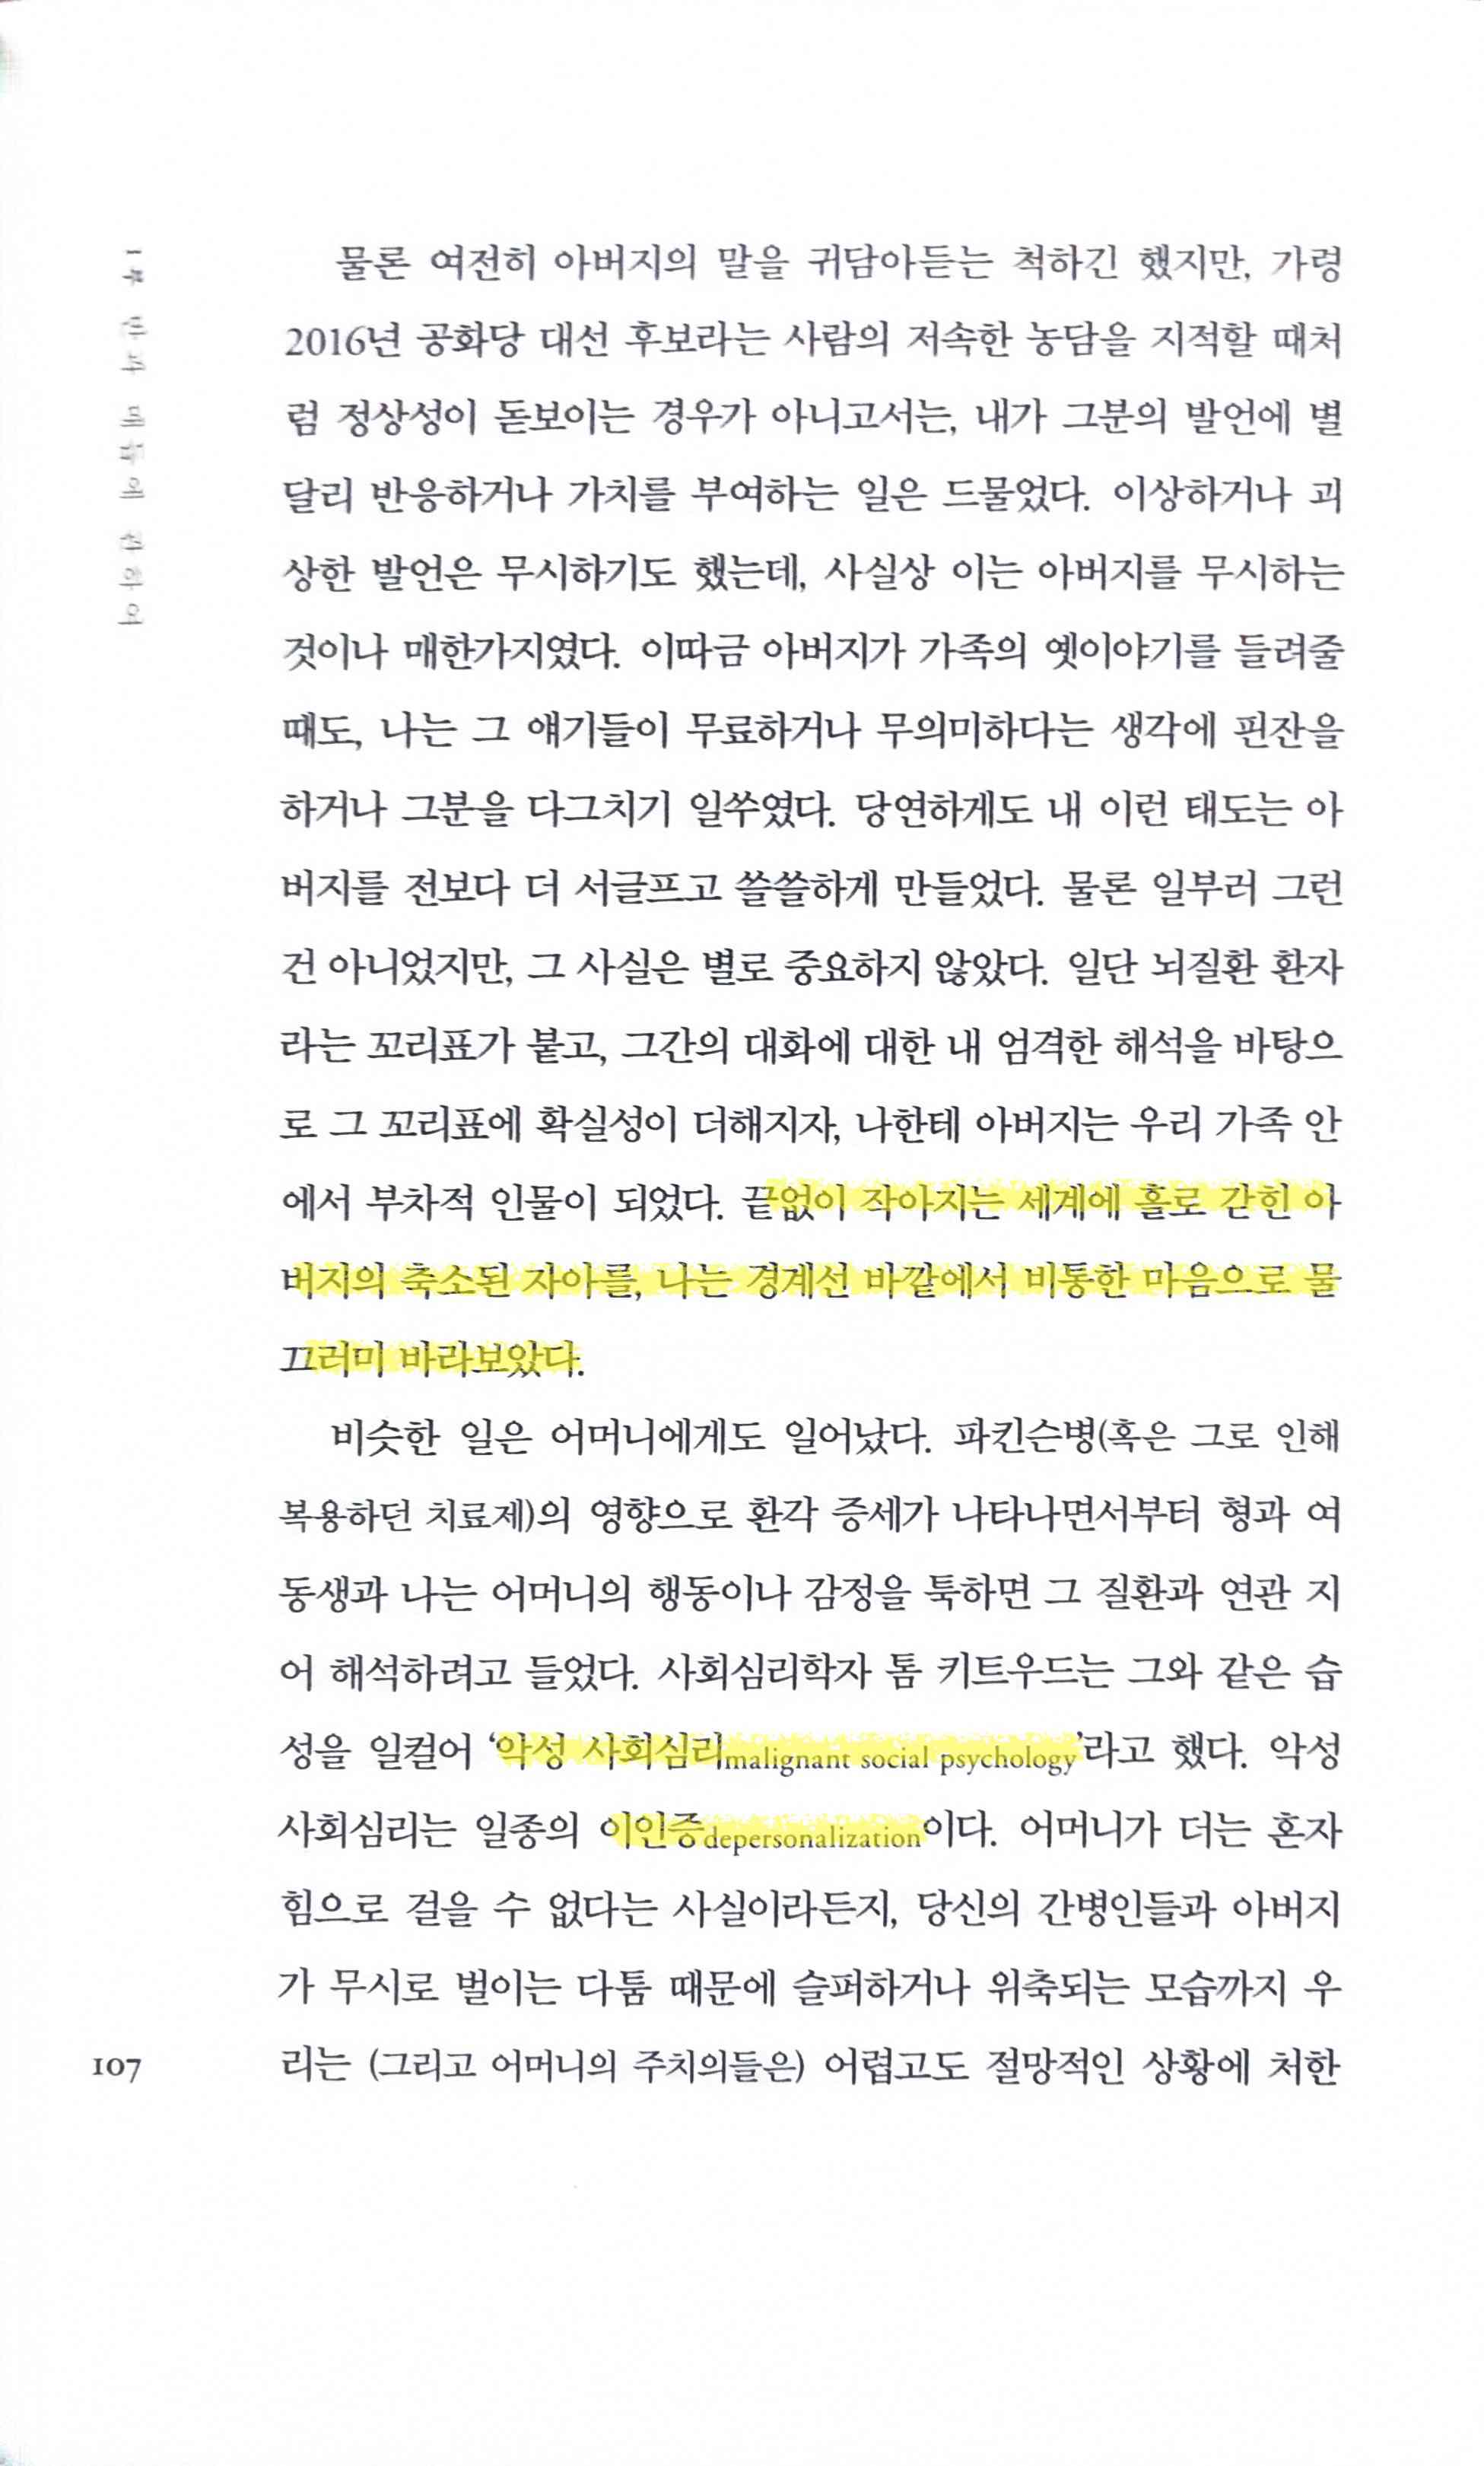 1부 반과 매듭에 관하여
물론 여전히 아버지의 말을 귀담아듣는 척하긴 했지만, 가령
2016년 공화당 대선 후보라는 사람의 저속한 농담을 지적할 때처
럼 정상성이 돋보이는 경우가 아니고서는, 내가 그분의 발언에 별
달리 반응하거나 가치를 부여하는 일은 드물었다. 이상하거나 괴
상한 발언은 무시하기도 했는데, 사실상 이는 아버지를 무시하는
것이나 매한가지였다. 이따금 아버지가 가족의 옛이야기를 들려줄
때도, 나는 그 얘기들이 무료하거나 무의미하다는 생각에 핀잔을
하거나 그분을 다그치기 일쑤였다. 당연하게도 내 이런 태도는 아
버지를 전보다 더 서글프고 쓸쓸하게 만들었다. 물론 일부러 그런
건 아니었지만, 그 사실은 별로 중요하지 않았다. 일단 뇌질환 환자
라는 꼬리표가 붙고, 그간의 대화에 대한 내 엄격한 해석을 바탕으
로 그 꼬리표에 확실성이 더해지자, 나한테 아버지는 우리 가족 안
에서 부차적 인물이 되었다. 끝없이 작아지는 세계에 홀로 갇힌 아
버지의 축소된 자아를, 나는 경계선 바깥에서 비통한 마음으로 물
끄러미 바라보았다.
비슷한 일은 어머니에게도 일어났다. 파킨슨병(혹은 그로 인해
복용하던 치료제)의 영향으로 환각 증세가 나타나면서부터 형과 여
동생과 나는 어머니의 행동이나 감정을 툭하면 그 질환과 연관 지
어 해석하려고 들었다. 사회심리학자 톰 키트우드는 그와 같은 습
성을 일컬어 ‘악성 사회심리malignant social psychology’라고 했다. 악성
사회심리는 일종의 이인증depersonalization이다. 어머니가 더는 혼자
힘으로 걸을 수 없다는 사실이라든지, 당신의 간병인들과 아버지
가 무시로 벌이는 다툼 때문에 슬퍼하거나 위축되는 모습까지 우
리는 (그리고 어머니의 주치의들은) 어렵고도 절망적인 상황에 처한
107